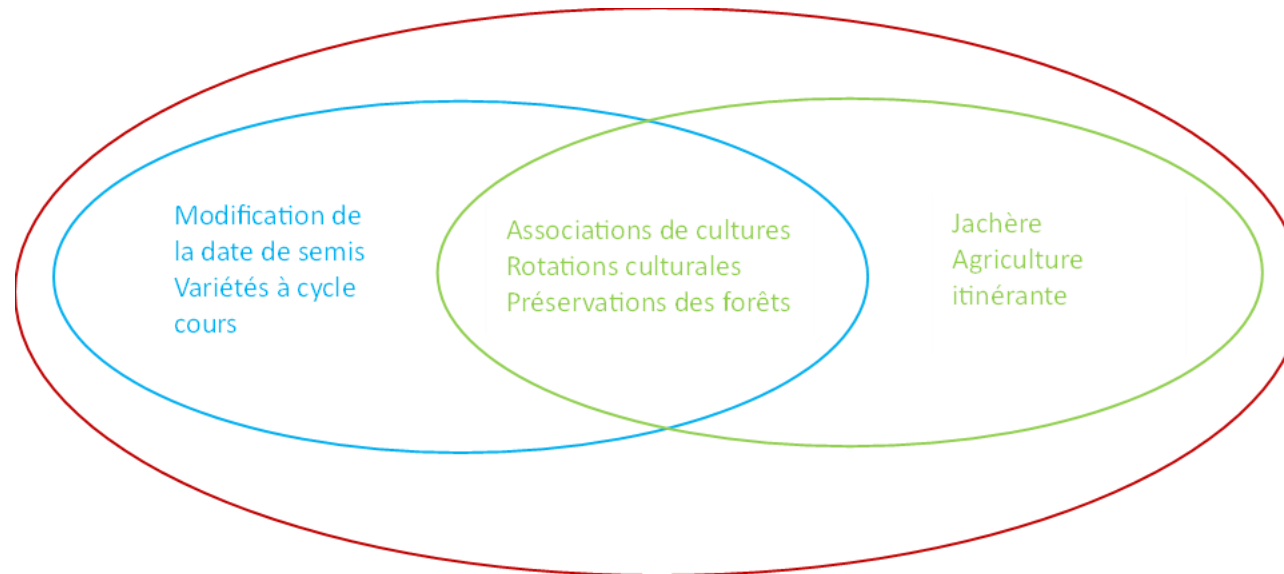 Modification de
la date de semis
Variétés à cycle
cours
Associations de cultures
Rotations culturales
Préservations des forêts
Jachère
Agriculture
itinérante